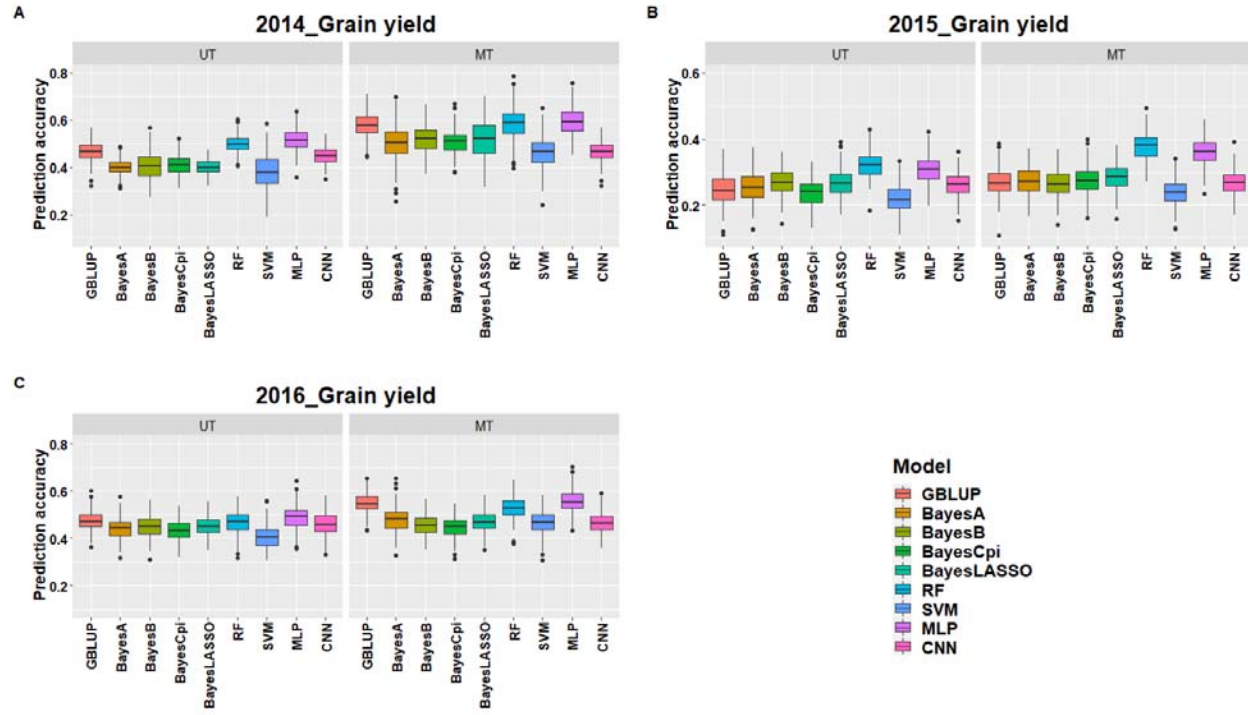 A
2014_Grain yield
UT
MT
Prediction accuracy
0.8
0.6
0.4
0.2
GBLUP
BayesA
BayesB
BayesCpi
BayesLASSO
RF
SVM
MLP
CNN
GBLUP
BayesA
BayesB
BayesCpi
BayesLASSO
RF
SVM
MLP
CNN
B
2015_Grain yield
UT
MT
Prediction accuracy
0.6
0.4
0.2
GBLUP
BayesA
BayesB
BayesCpi
BayesLASSO
RF
SVM
MLP
CNN
GBLUP
BayesA
BayesB
BayesCpi
BayesLASSO
RF
SVM
MLP
CNN
C
2016_Grain yield
UT
MT
Prediction accuracy
0.8
0.6
0.4
0.2
GBLUP
BayesA
BayesB
BayesCpi
BayesLASSO
RF
SVM
MLP
CNN
GBLUP
BayesA
BayesB
BayesCpi
BayesLASSO
RF
SVM
MLP
CNN
Model
GBLUP
BayesA
BayesB
BayesCpi
BayesLASSO
RF
SVM
MLP
CNN